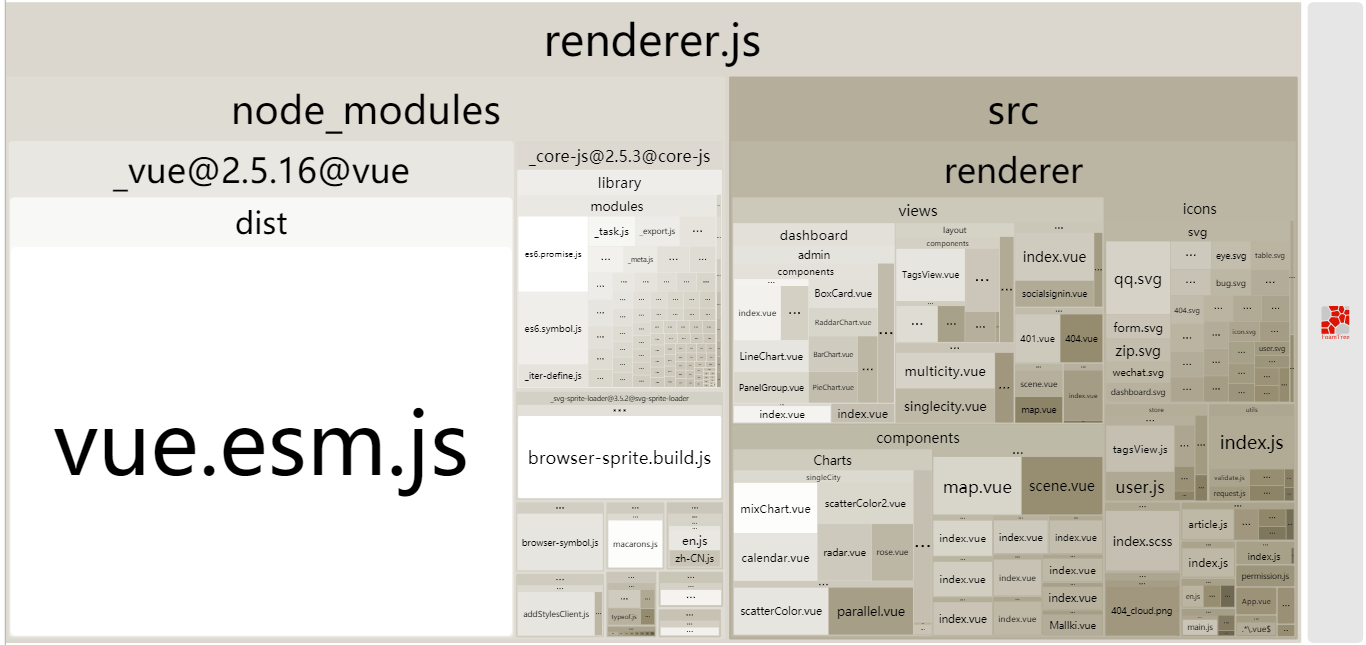 renderer.js
node_modules
_vue@2.5.16@vue
dist
vue.esm.js
_core-js@2.5.3@core-js
library
modules
es6.promise.js
_task.js
_export.js
...
...
_meta.js
...
...
es6.symbol.js
_iter-define.js
_svg-sprite-loader@3.5.2@svg-sprite-loader
...
browser-sprite.build.js
...
browser-symbol.js
...
macarons.js
...
en.js
zh-CN.js
...
addStylesClient.js
...
typeof.js
...
src
renderer
views
dashboard
admin
components
...
index.vue
...
BoxCard.vue
RaddarChart.vue
...
LineChart.vue
BarChart.vue
...
PanelGroup.vue
PieChart.vue
index.vue
index.vue
layout
components
TagsView.vue
...
...
...
multicity.vue
singlecity.vue
...
index.vue
socialsignin.vue
...
401.vue
404.vue
...
scene.vue
map.vue
index.vue
components
Charts
singleCity
mixChart.vue
scatterColor2.vue
calendar.vue
radar.vue
rose.vue
...
scatterColor.vue
parallel.vue
...
map.vue
scene.vue
index.vue
index.vue
index.vue
index.vue
index.vue
index.vue
index.vue
index.vue
index.vue
Mallki.vue
icons
svg
qq.svg
...
eye.svg
table.svg
...
bug.svg
...
404.svg
form.svg
...
icon.svg
...
zip.svg
user.svg
wechat.svg
dashboard.svg
store
...
tagsView.js
user.js
utils
index.js
validate.js
...
request.js
...
index.scss
404_cloud.png
article.js
...
index.js
index.js
permission.js
en.js
...
App.vue
...
main.js
.*\.vue$
FoamTree